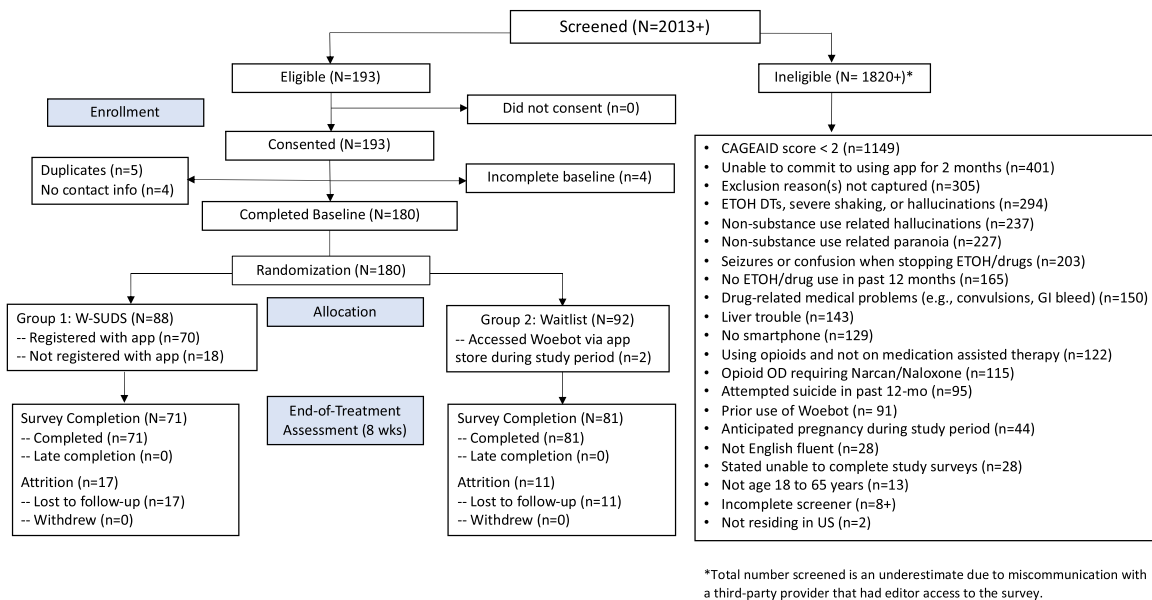 Screened (N=2013+)
Eligible (N=193)
Ineligible (N= 1820+)*
Enrollment
Did not consent (n=0)
Consented (N=193)
Duplicates (n=5)
No contact info (n=4)
Incomplete baseline (n=4)
Completed Baseline (N=180)
Randomization (N=180)
Allocation
Group 1: W-SUDS (N=88)
-- Registered with app (n=70)
-- Not registered with app (n=18)
Group 2: Waitlist (N=92)
-- Accessed Woebot via app
store during study period (n=2)
End-of-Treatment
Assessment (8 wks)
Survey Completion (N=71)
-- Completed (n=71)
-- Late completion (n=0)
Attrition (n=17)
-- Lost to follow-up (n=17)
-- Withdrew (n=0)
Survey Completion (N=81)
-- Completed (n=81)
-- Late completion (n=0)
Attrition (n=11)
-- Lost to follow-up (n=11)
-- Withdrew (n=0)
• CAGEAID score < 2 (n=1149)
• Unable to commit to using app for 2 months (n=401)
• Exclusion reason(s) not captured (n=305)
• ETOH DTs, severe shaking, or hallucinations (n=294)
• Non-substance use related hallucinations (n=237)
• Non-substance use related paranoia (n=227)
• Seizures or confusion when stopping ETOH/drugs (n=203)
• No ETOH/drug use in past 12 months (n=165)
• Drug-related medical problems (e.g., convulsions, GI bleed) (n=150)
• Liver trouble (n=143)
• No smartphone (n=129)
• Using opioids and not on medication assisted therapy (n=122)
• Opioid OD requiring Narcan/Naloxone (n=115)
• Attempted suicide in past 12-mo (n=95)
• Prior use of Woebot (n= 91)
• Anticipated pregnancy during study period (n=44)
• Not English fluent (n=28)
• Stated unable to complete study surveys (n=28)
• Not age 18 to 65 years (n=13)
• Incomplete screener (n=8+)
• Not residing in US (n=2)
*Total number screened is an underestimate due to miscommunication with
a third-party provider that had editor access to the survey.